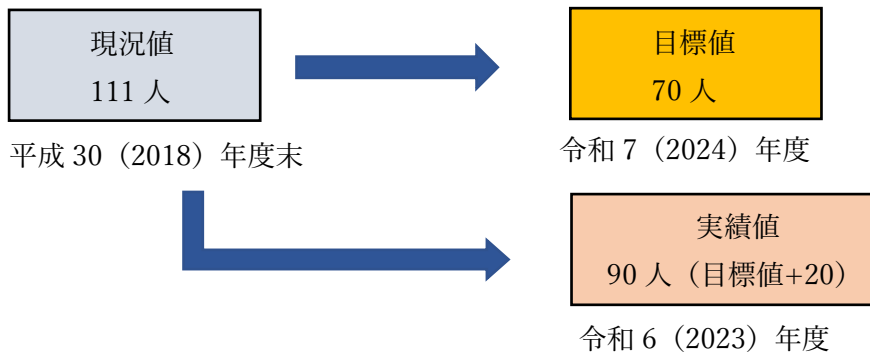 現況値
111 人
平成 30（2018）年度末
目標値
70 人
令和 7（2024）年度
実績値
90 人（目標値+20）
令和 6（2023）年度